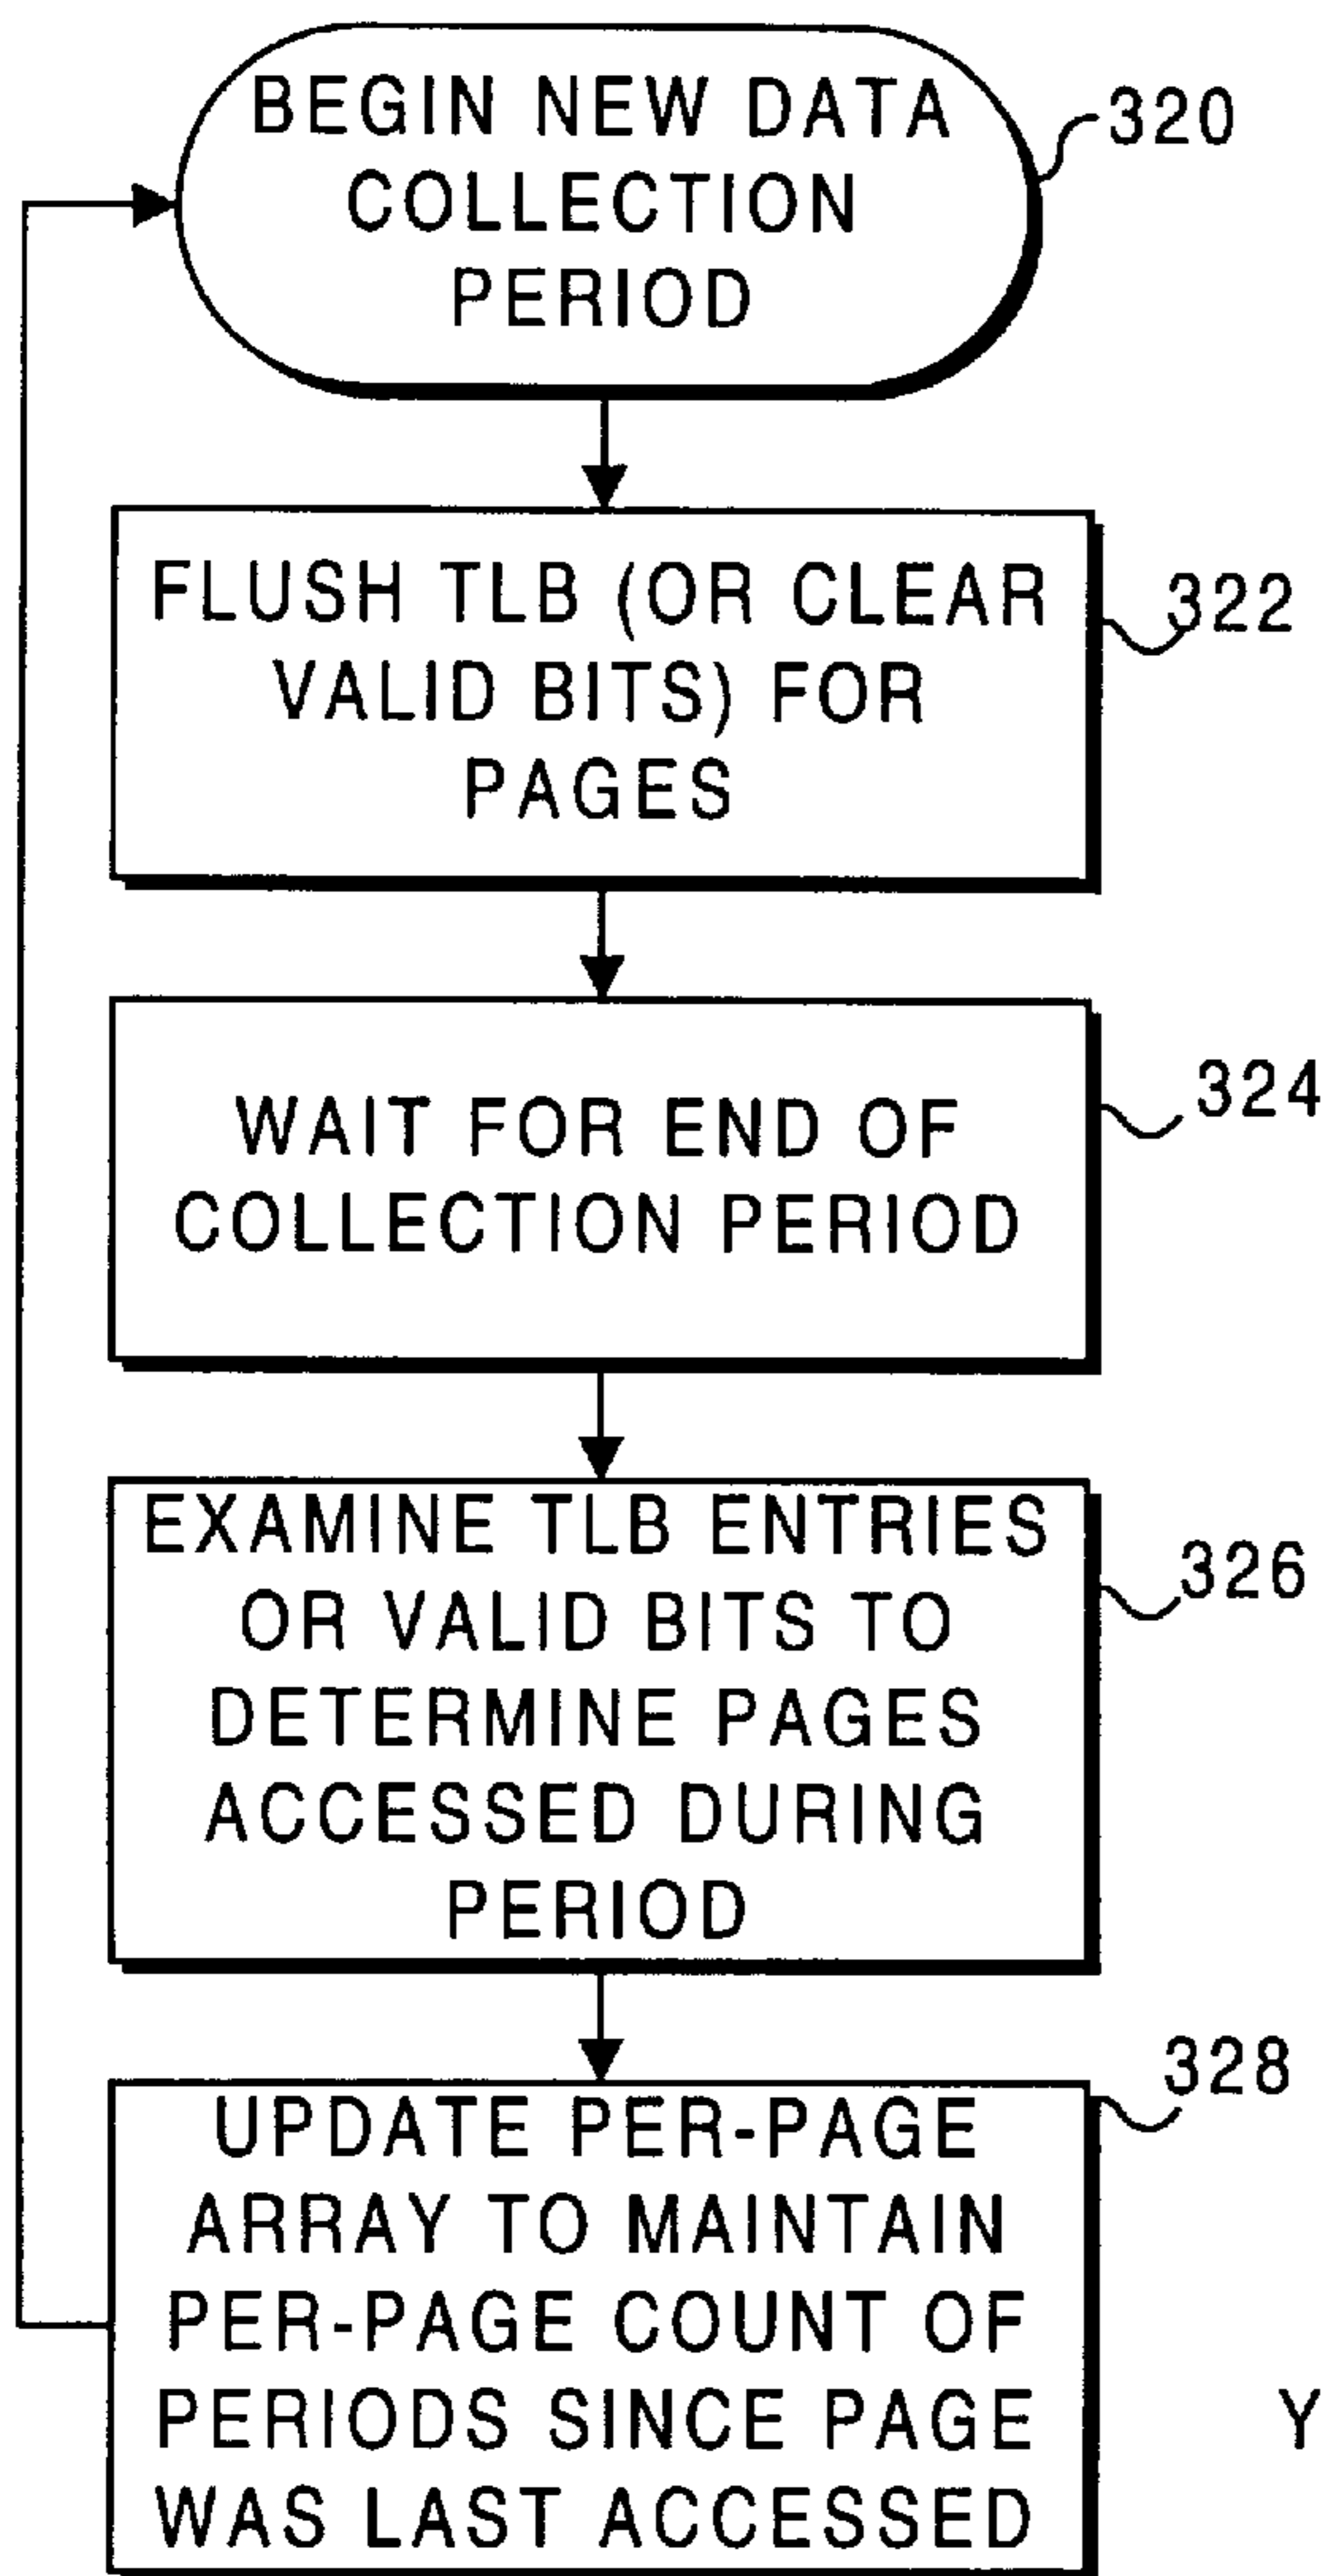 BEGIN NEW DATA
COLLECTION
PERIOD
320
FLUSH TLB (OR CLEAR
VALID BITS) FOR
PAGES
322
WAIT FOR END OF
COLLECTION PERIOD
324
EXAMINE TLB ENTRIES
OR VALID BITS TO
DETERMINE PAGES
ACCESSED DURING
PERIOD
326
UPDATE PER-PAGE
ARRAY TO MAINTAIN
PER-PAGE COUNT OF
PERIODS SINCE PAGE
WAS LAST ACCESSED
328
Y